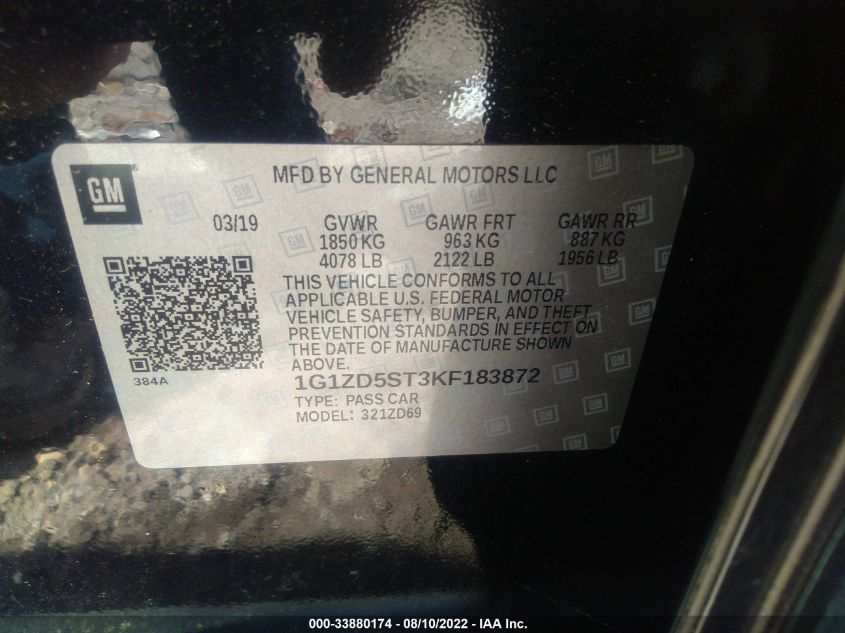 GM
MFD BY GENERAL MOTORS LLC
03/19 GVWR GAWR FRT GAWR RR
1850 KG 963 KG 887 KG
4078 LB 2122 LB 1956 LB
THIS VEHICLE CONFORMS TO ALL
APPLICABLE U.S. FEDERAL MOTOR
VEHICLE SAFETY, BUMPER, AND THEFT
PREVENTION STANDARDS IN EFFECT ON
THE DATE OF MANUFACTURE SHOWN
ABOVE.
384A
1G1ZD5ST3KF183872
TYPE: PASS CAR
MODEL: 321ZD69
000-33880174 - 08/10/2022 - IAA Inc.